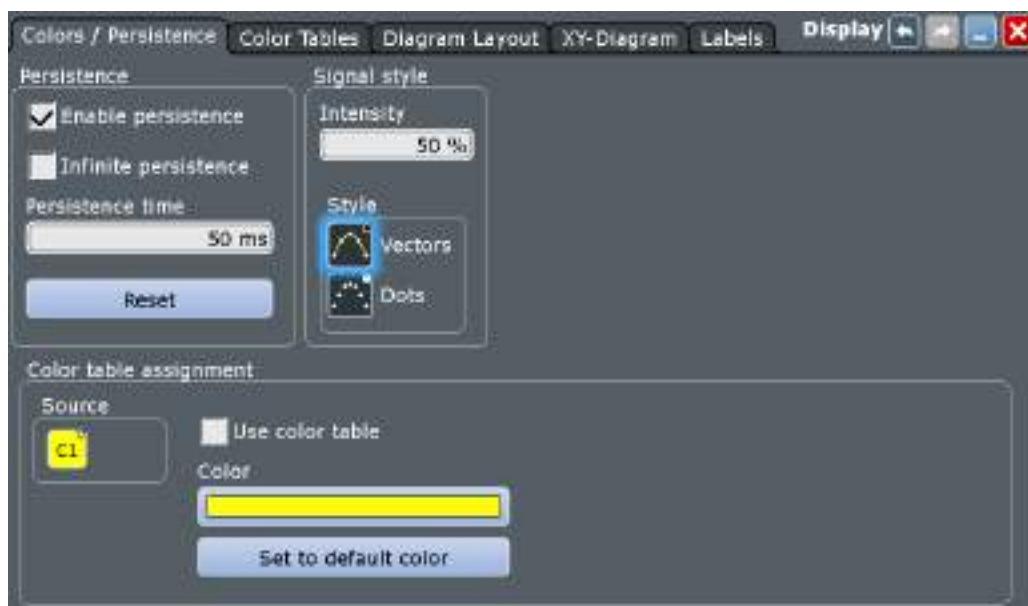 Colors / Persistence Color Tables Diagram Layout XY-Diagram Labels Display
Persistence
Enable persistence
Infinite persistence
Persistence time
50 ms
Reset
Signal style
Intensity
50 %
Style
Vectors
Dots
Color table assignment
Source
C1
Use color table
Color
Set to default color